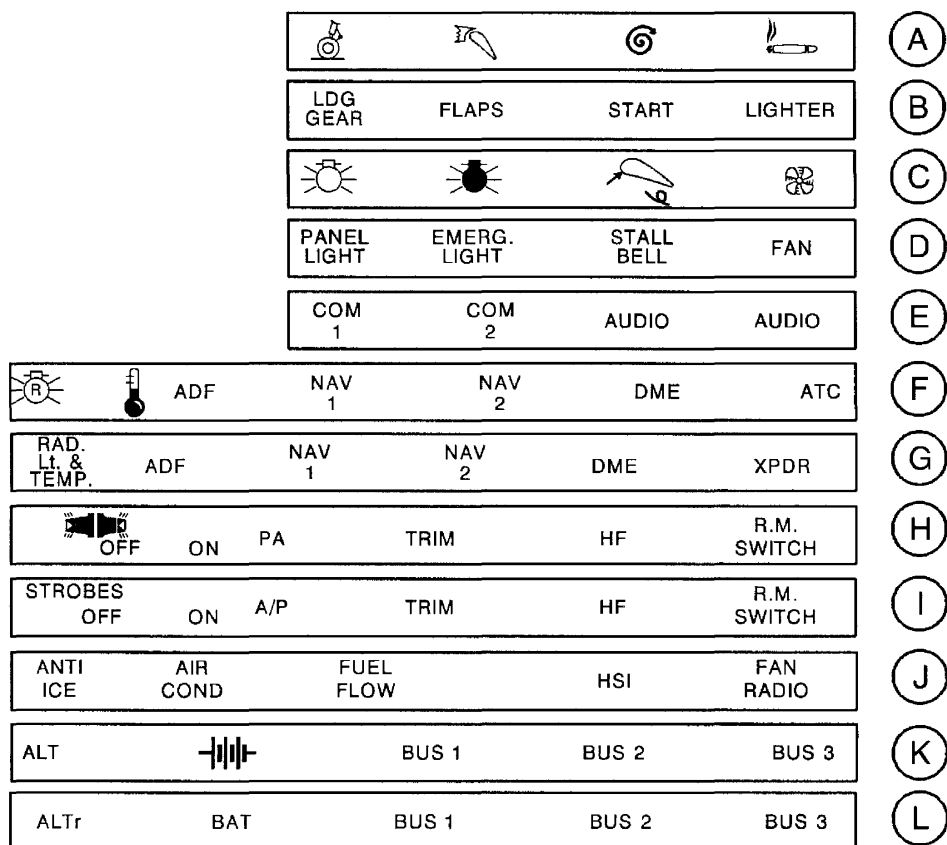 A
LDG GEAR FLAPS START LIGHTER B
C
PANEL LIGHT EMERG. LIGHT STALL BELL FAN D
COM 1 COM 2 AUDIO AUDIO E
R ADF NAV 1 NAV 2 DME ATC F
RAD. Lt. & TEMP. ADF NAV 1 NAV 2 DME XPDR G
OFF ON PA TRIM HF R.M. SWITCH H
STROBES OFF ON A/P TRIM HF R.M. SWITCH I
ANTI ICE AIR COND FUEL FLOW HSI FAN RADIO J
ALT BUS 1 BUS 2 BUS 3 K
ALTr BAT BUS 1 BUS 2 BUS 3 L